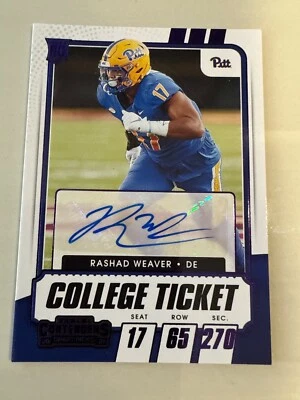 Pitt
Pitt
17
RASHAD WEAVER • DE
COLLEGE TICKET
SEAT ROW SEC.
17 65 270
CONTENDERS